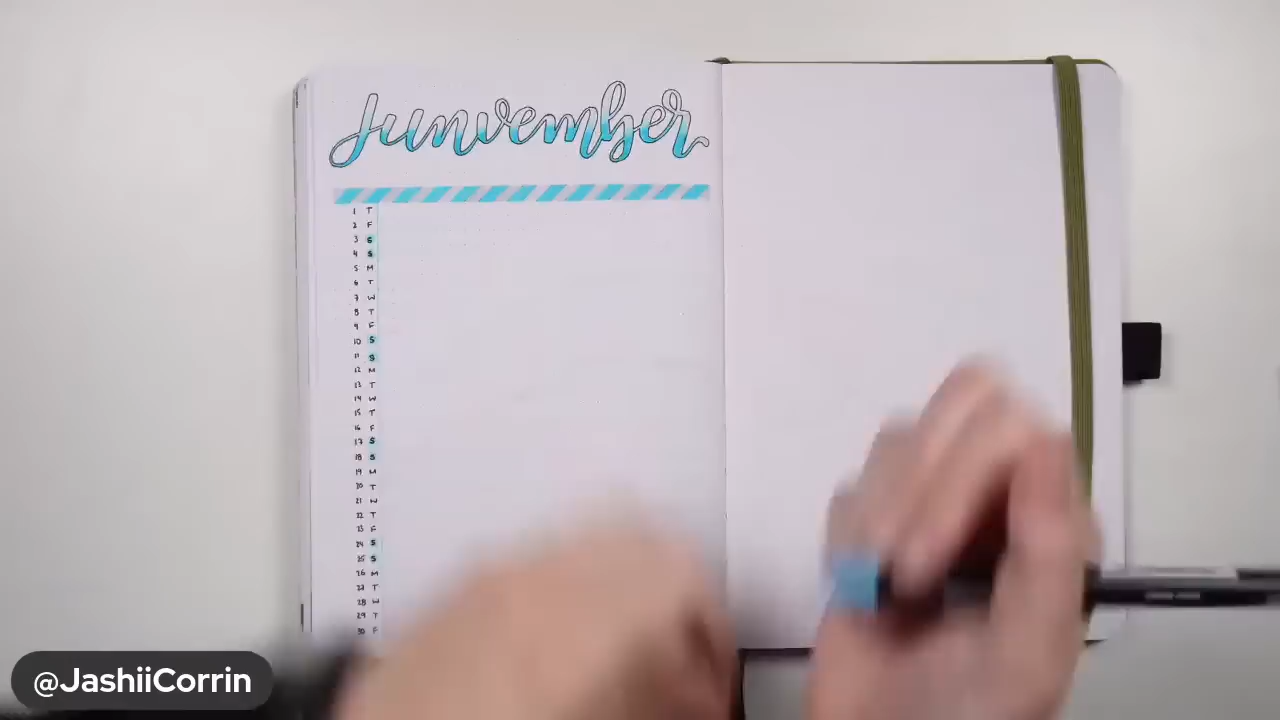 Junvember
1 T
2 F
3 S
4 S
5 M
6 T
7 W
8 T
9 F
10 S
11 S
12 M
13 T
14 W
15 T
16 F
17 S
18 S
19 M
20 T
21 W
22 T
23 F
24 S
25 S
26 M
27 T
28 W
29 T
30 F
@JashiiCorrin